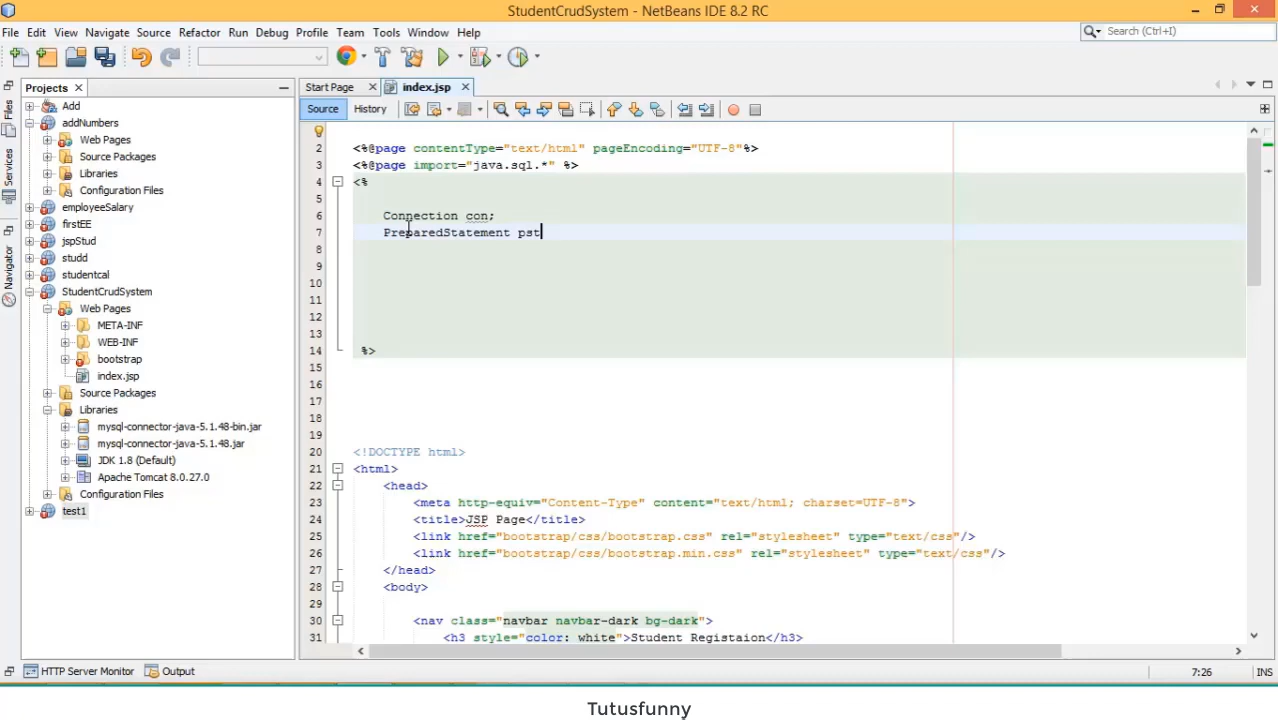 StudentCrudSystem - NetBeans IDE 8.2 RC
File Edit View Navigate Source Refactor Run Debug Profile Team Tools Window Help
Search (Ctrl+I)
Projects
Start Page
index.jsp
Files
Services
Navigator
Source
History
Add
addNumbers
Web Pages
Source Packages
Libraries
Configuration Files
employeeSalary
firstEE
jspStud
studd
studentcal
StudentCrudSystem
Web Pages
META-INF
WEB-INF
bootstrap
index.jsp
Source Packages
Libraries
mysql-connector-java-5.1.48-bin.jar
mysql-connector-java-5.1.48.jar
JDK 1.8 (Default)
Apache Tomcat 8.0.27.0
Configuration Files
test1
2 <%@page contentType="text/html" pageEncoding="UTF-8"%>
3 <%@page import="java.sql.*" %>
4 <%
5
6 Connection con;
7 PreparedStatement pst
8
9
10
11
12
13
14 %>
15
16
17
18
19
20 <!DOCTYPE html>
21 <html>
22 <head>
23 <meta http-equiv="Content-Type" content="text/html; charset=UTF-8">
24 <title>JSP Page</title>
25 <link href="bootstrap/css/bootstrap.css" rel="stylesheet" type="text/css"/>
26 <link href="bootstrap/css/bootstrap.min.css" rel="stylesheet" type="text/css"/>
27 </head>
28 <body>
29
30 <nav class="navbar navbar-dark bg-dark">
31 <h3 style="color: white">Student Registaion</h3>
HTTP Server Monitor
Output
7:26
INS
Tutusfunny